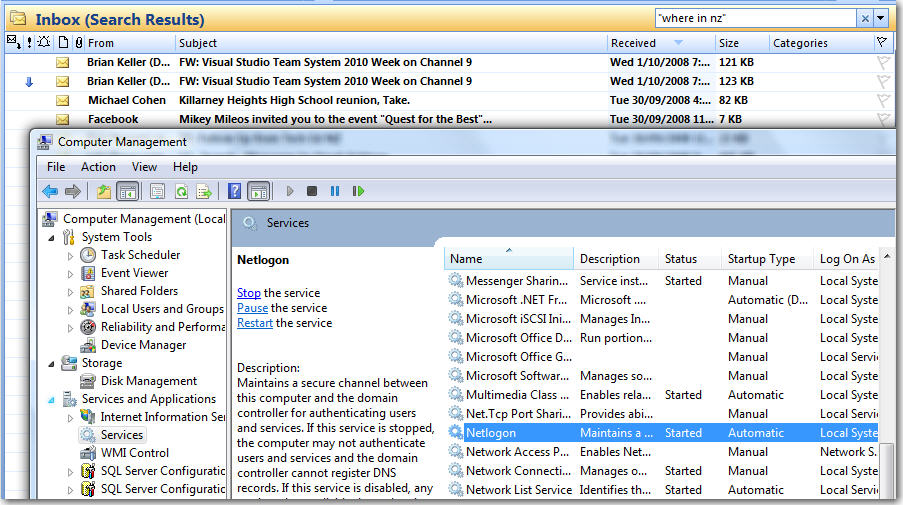 Inbox (Search Results)
"where in nz"
From Subject Received Size Categories
Brian Keller (D... FW: Visual Studio Team System 2010 Week on Channel 9 Wed 1/10/2008 7:... 121 KB
Brian Keller (D... FW: Visual Studio Team System 2010 Week on Channel 9 Wed 1/10/2008 7:... 123 KB
Michael Cohen Killarney Heights High School reunion, Take. Tue 30/09/2008 4:... 82 KB
Facebook Mikey Mileos invited you to the event "Quest for the Best"... Tue 30/09/2008 11... 7 KB
Computer Management
File Action View Help
Computer Management (Local
System Tools
Task Scheduler
Event Viewer
Shared Folders
Local Users and Groups
Reliability and Performa
Device Manager
Storage
Disk Management
Services and Applications
Internet Information Ser
Services
WMI Control
SQL Server Configuratic
SQL Server Configuratic
Services
Netlogon
Stop the service
Pause the service
Restart the service
Description:
Maintains a secure channel between
this computer and the domain
controller for authenticating users
and services. If this service is stopped,
the computer may not authenticate
users and services and the domain
controller cannot register DNS
records. If this service is disabled, any
Name Description Status Startup Type Log On As
Messenger Sharin... Service inst... Started Manual Local Syste
Microsoft .NET Fr... Microsoft .... Automatic (D... Local Syste
Microsoft iSCSI Ini... Manages In... Manual Local Syste
Microsoft Office D... Run portion... Manual Local Syste
Microsoft Office G... Manual Local Servic
Microsoft Softwar... Manages so... Manual Local Syste
Multimedia Class ... Enables rela... Started Automatic Local Syste
Net.Tcp Port Shari... Provides abi... Manual Local Servic
Netlogon Maintains a ... Started Automatic Local Syste
Network Access P... Enables Net... Manual Network S.
Network Connecti... Manages o... Started Manual Local Syste
Network List Service Identifies th... Started Automatic Local Servic